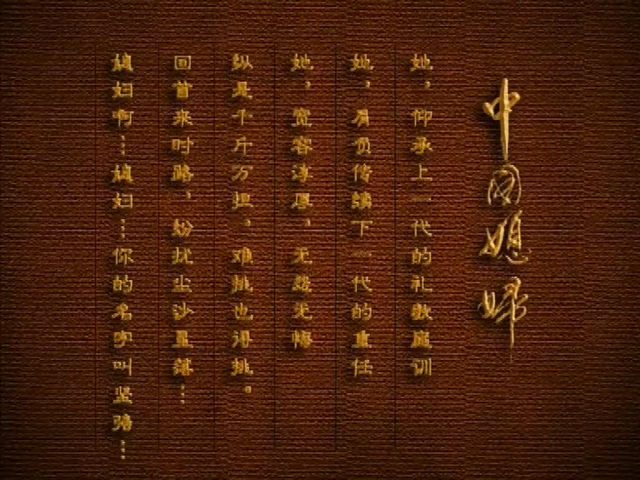 中国媳婦
她,仰承上一代的礼教庭训
她,肩负传续下一代的重任
她,宽容淳厚,无怨无悔
纵是千斤万担,难挑也得挑。
回首来时路,纷扰尘沙落…
媳妇啊…媳妇…你的名字叫坚强…